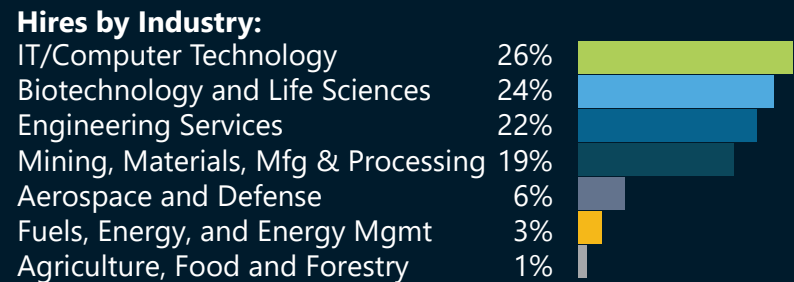 Hires by Industry:
IT/Computer Technology 26%
Biotechnology and Life Sciences 24%
Engineering Services 22%
Mining, Materials, Mfg & Processing 19%
Aerospace and Defense 6%
Fuels, Energy, and Energy Mgmt 3%
Agriculture, Food and Forestry 1%